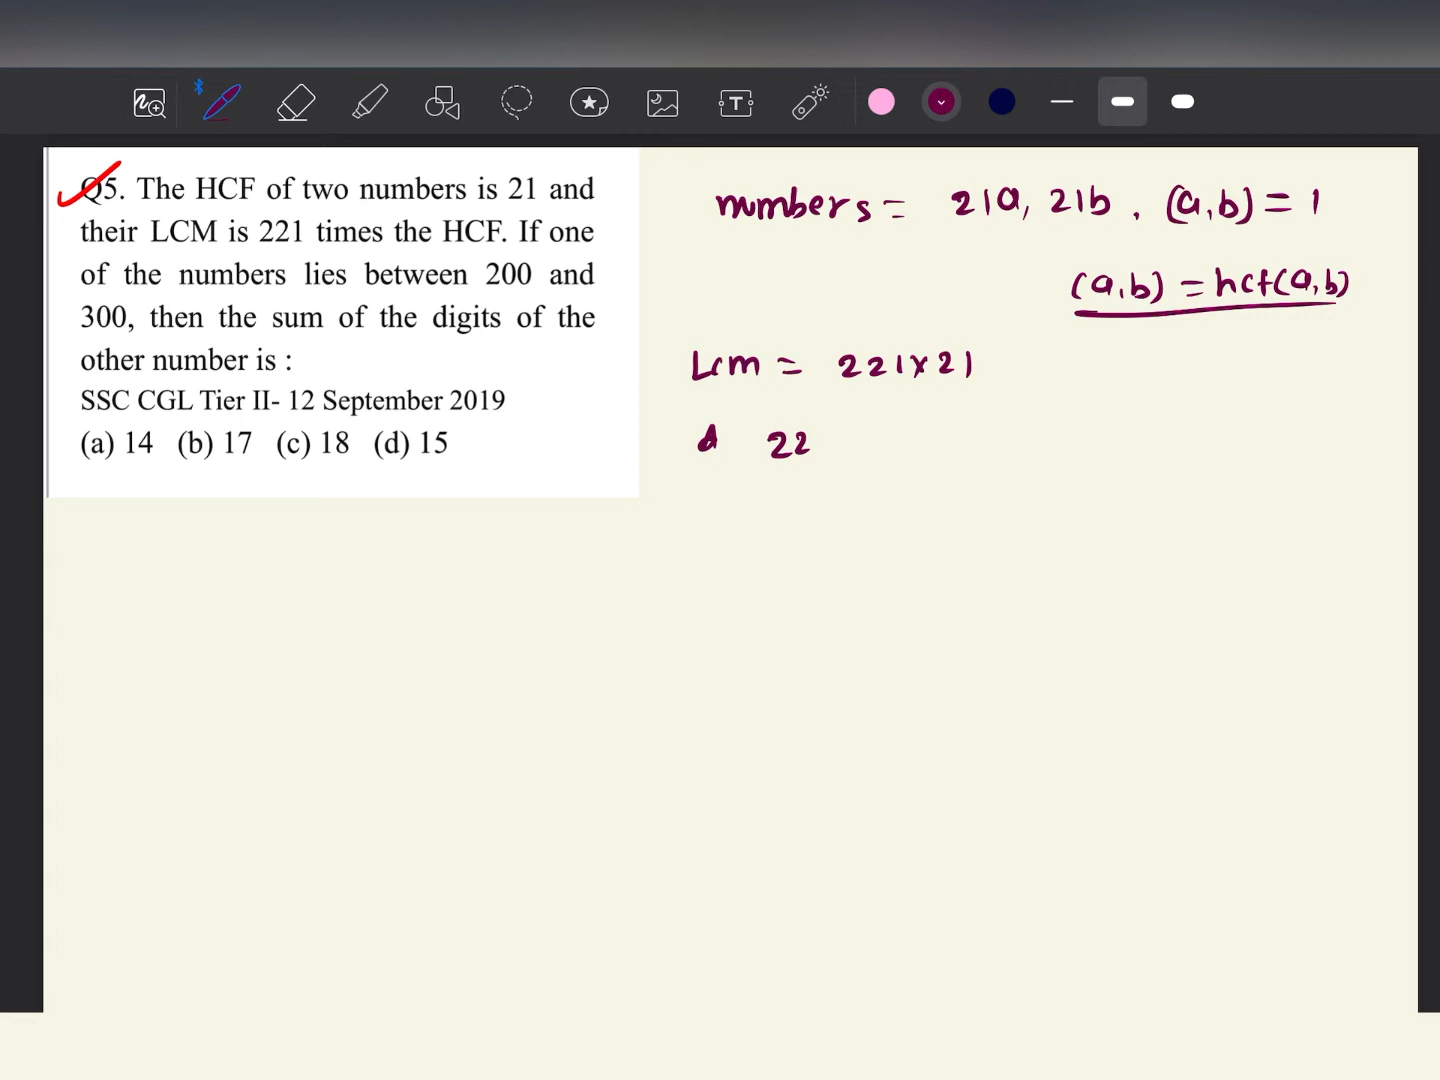 Q5. The HCF of two numbers is 21 and
their LCM is 221 times the HCF. If one
of the numbers lies between 200 and
300, then the sum of the digits of the
other number is :
SSC CGL Tier II- 12 September 2019
(a) 14 (b) 17 (c) 18 (d) 15
numbers = 21a, 21b . (a,b) = 1
(a,b) = hcf(a,b)
Lcm = 221x21
22
T